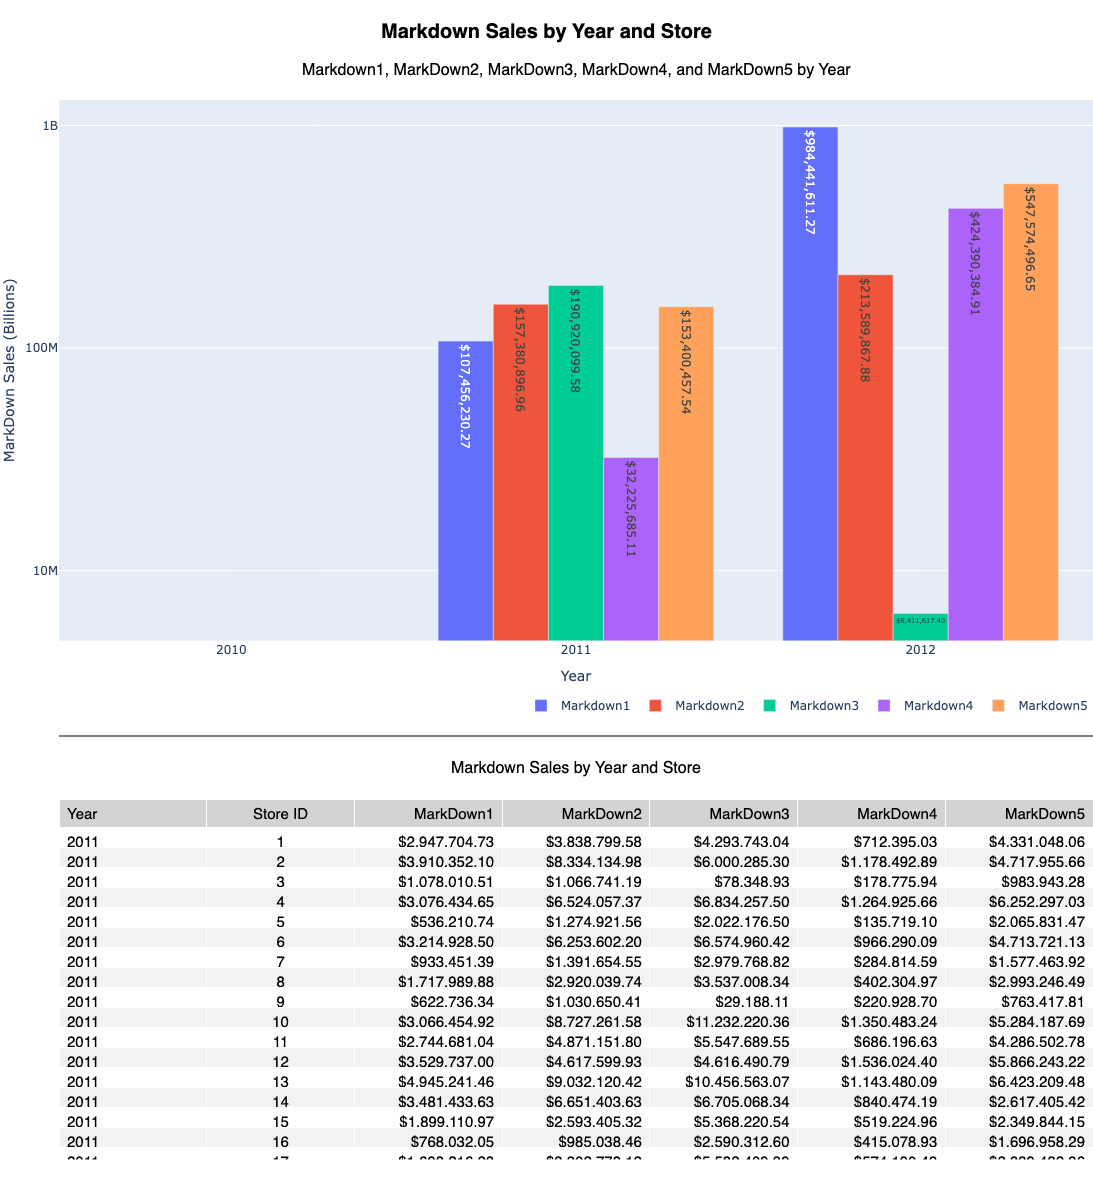 Markdown Sales by Year and Store
Markdown1, MarkDown2, MarkDown3, MarkDown4, and MarkDown5 by Year
MarkDown Sales (Billions)
1B
100M
10M
$107,456,230.27
$157,380,896.96
$190,920,099.58
$32,225,685.11
$153,400,457.54
$984,441,611.27
$213,589,867.88
$6,411,617.40
$424,390,384.91
$547,574,496.65
2010 2011 2012
Year
Markdown1 Markdown2 Markdown3 Markdown4 Markdown5
Markdown Sales by Year and Store
Year Store ID MarkDown1 MarkDown2 MarkDown3 MarkDown4 MarkDown5
2011 1 $2.947.704.73 $3.838.799.58 $4.293.743.04 $712.395.03 $4.331.048.06
2011 2 $3.910.352.10 $8.334.134.98 $6.000.285.30 $1.178.492.89 $4.717.955.66
2011 3 $1.078.010.51 $1.066.741.19 $78.348.93 $178.775.94 $983.943.28
2011 4 $3.076.434.65 $6.524.057.37 $6.834.257.50 $1.264.925.66 $6.252.297.03
2011 5 $536.210.74 $1.274.921.56 $2.022.176.50 $135.719.10 $2.065.831.47
2011 6 $3.214.928.50 $6.253.602.20 $6.574.960.42 $966.290.09 $4.713.721.13
2011 7 $933.451.39 $1.391.654.55 $2.979.768.82 $284.814.59 $1.577.463.92
2011 8 $1.717.989.88 $2.920.039.74 $3.537.008.34 $402.304.97 $2.993.246.49
2011 9 $622.736.34 $1.030.650.41 $29.188.11 $220.928.70 $763.417.81
2011 10 $3.066.454.92 $8.727.261.58 $11.232.220.36 $1.350.483.24 $5.284.187.69
2011 11 $2.744.681.04 $4.871.151.80 $5.547.689.55 $686.196.63 $4.286.502.78
2011 12 $3.529.737.00 $4.617.599.93 $4.616.490.79 $1.536.024.40 $5.866.243.22
2011 13 $4.945.241.46 $9.032.120.42 $10.456.563.07 $1.143.480.09 $6.423.209.48
2011 14 $3.481.433.63 $6.651.403.63 $6.705.068.34 $840.474.19 $2.617.405.42
2011 15 $1.899.110.97 $2.593.405.32 $5.368.220.54 $519.224.96 $2.349.844.15
2011 16 $768.032.05 $985.038.46 $2.590.312.60 $415.078.93 $1.696.958.29
2011 17